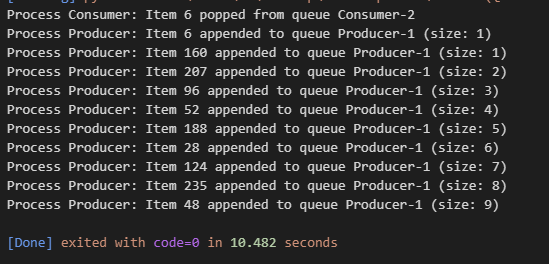 Process Consumer: Item 6 popped from queue Consumer-2
Process Producer: Item 6 appended to queue Producer-1 (size: 1)
Process Producer: Item 160 appended to queue Producer-1 (size: 1)
Process Producer: Item 207 appended to queue Producer-1 (size: 2)
Process Producer: Item 96 appended to queue Producer-1 (size: 3)
Process Producer: Item 52 appended to queue Producer-1 (size: 4)
Process Producer: Item 188 appended to queue Producer-1 (size: 5)
Process Producer: Item 28 appended to queue Producer-1 (size: 6)
Process Producer: Item 124 appended to queue Producer-1 (size: 7)
Process Producer: Item 235 appended to queue Producer-1 (size: 8)
Process Producer: Item 48 appended to queue Producer-1 (size: 9)
[Done] exited with code=0 in 10.482 seconds